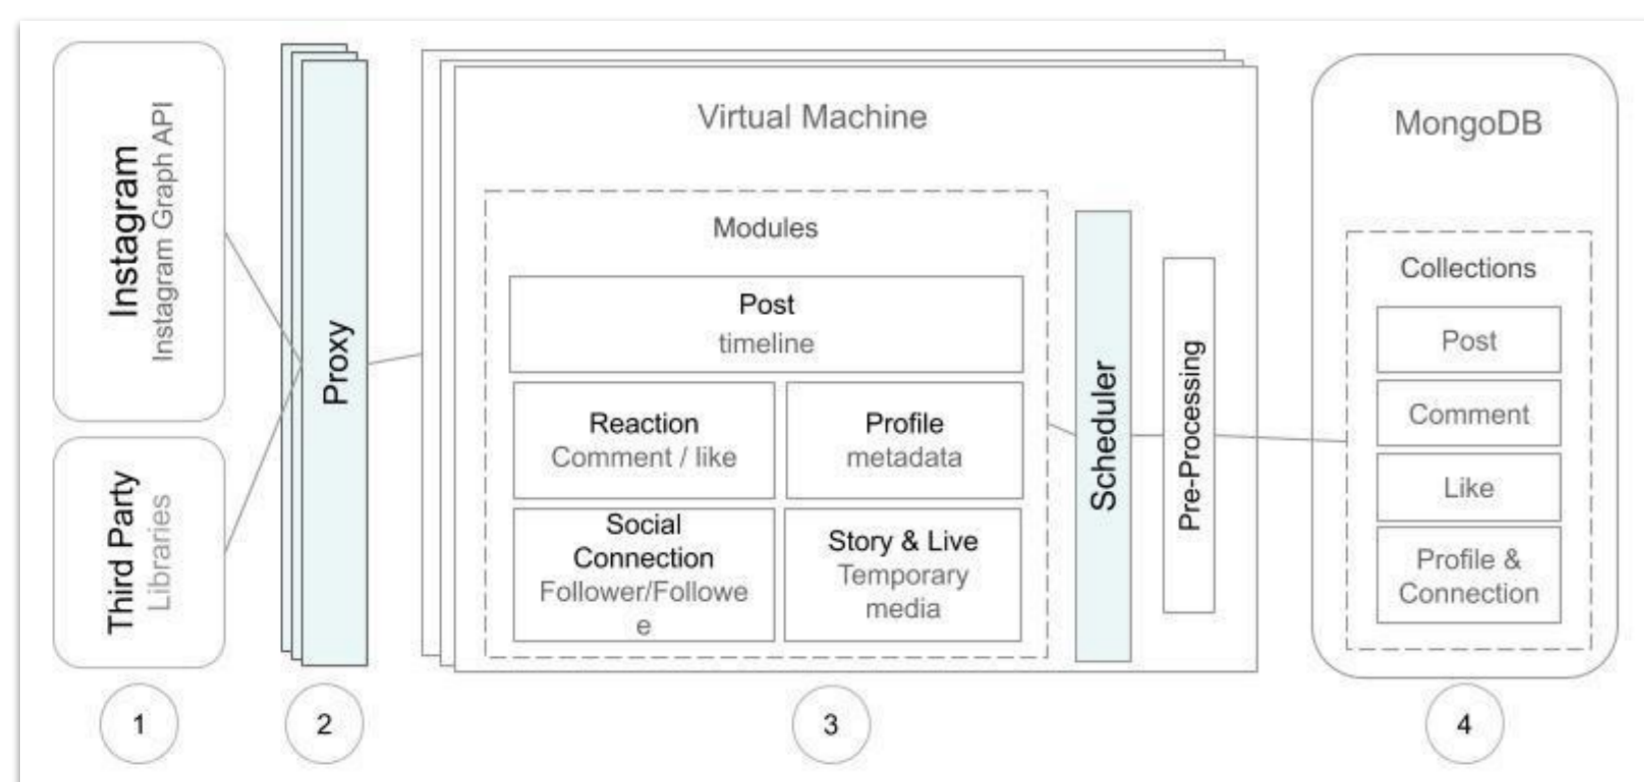 Instagram
Instagram Graph API
Third Party
Libraries
1
Proxy
2
Virtual Machine
Modules
Post
timeline
Reaction
Comment / like
Profile
metadata
Social
Connection
Follower/Followe
e
Story & Live
Temporary
media
Scheduler
Pre-Processing
3
MongoDB
Collections
Post
Comment
Like
Profile &
Connection
4